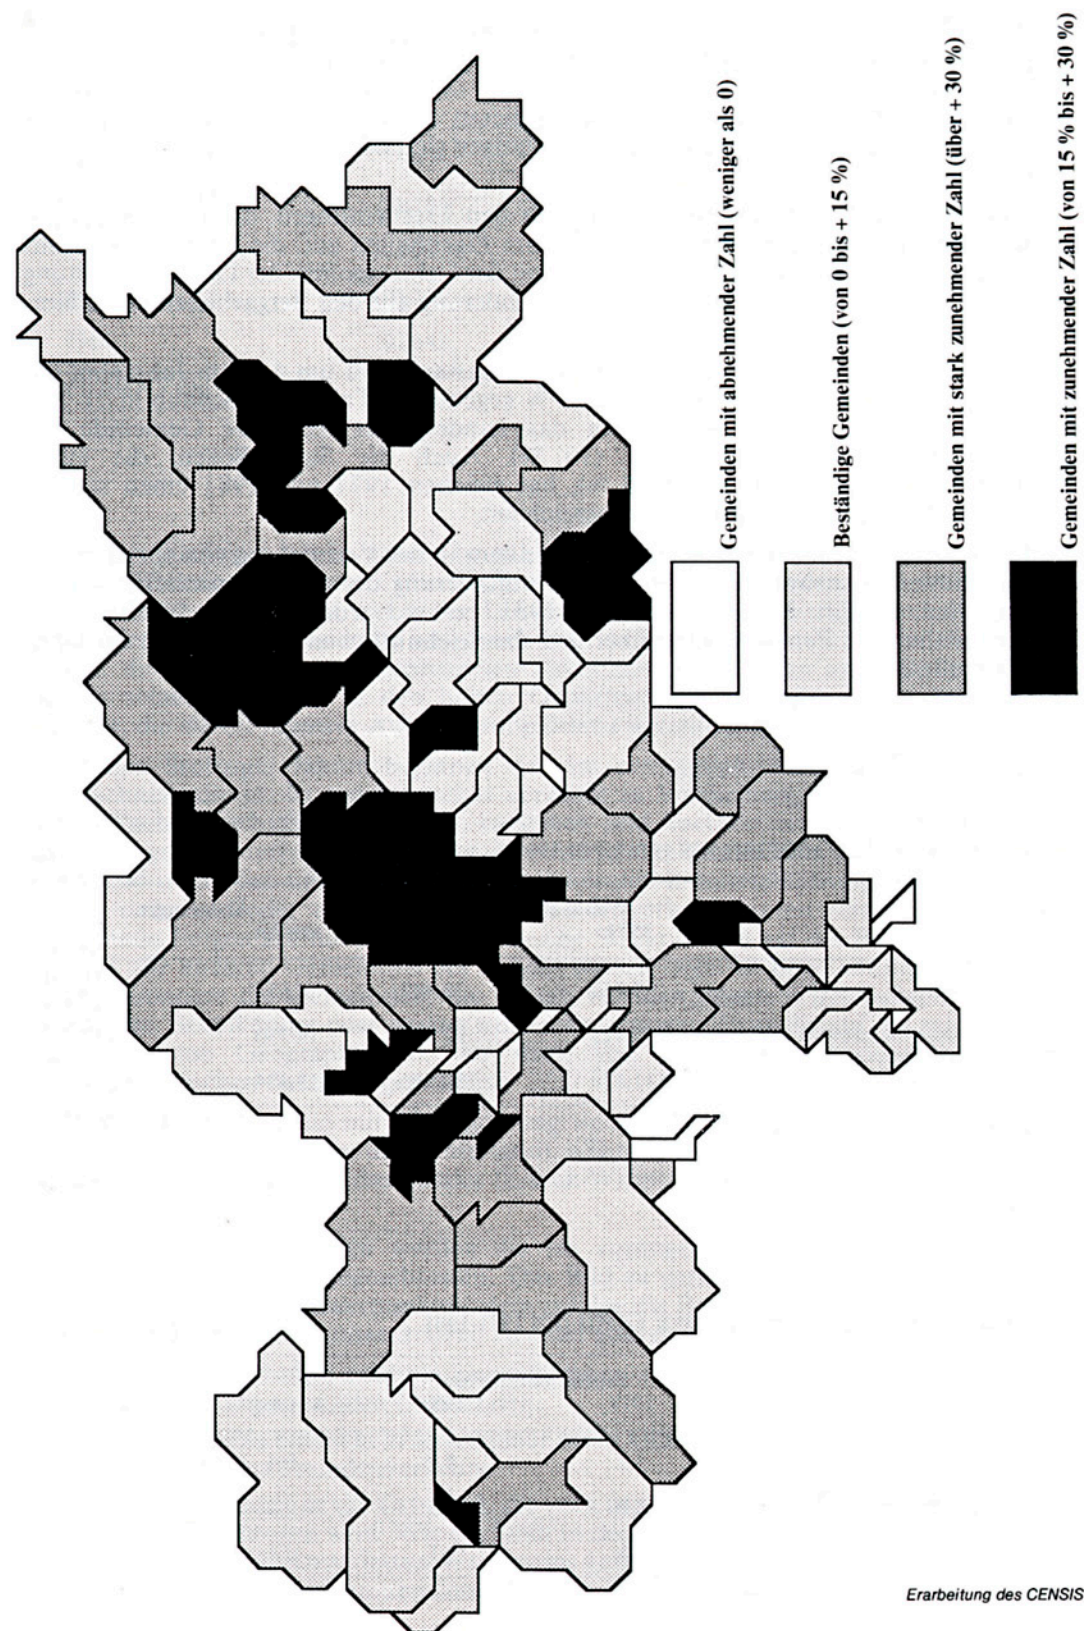 Gemeinden mit abnehmender Zahl (weniger als 0)
Beständige Gemeinden (von 0 bis + 15 %)
Gemeinden mit stark zunehmender Zahl (über + 30 %)
Gemeinden mit zunehmender Zahl (von 15 % bis + 30 %)
Erarbeitung des CENSIS